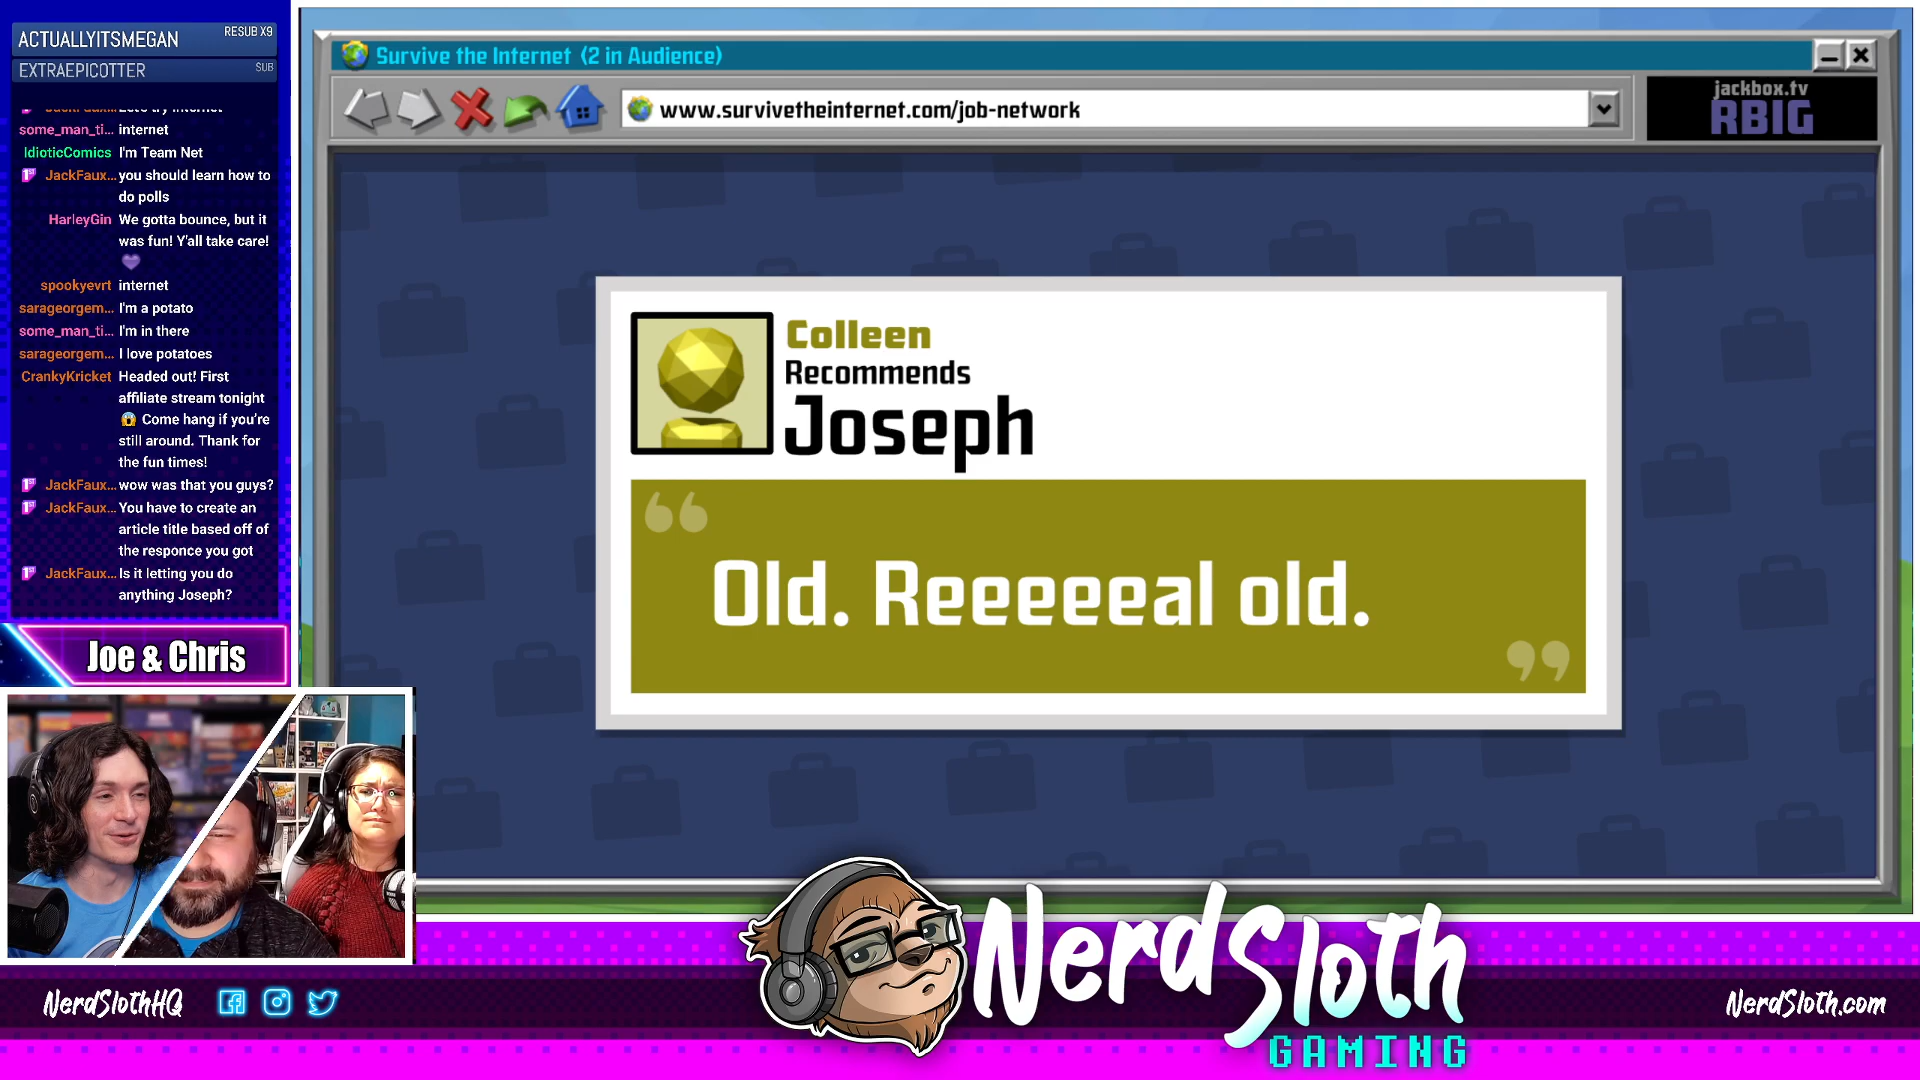 ACTUALLYITSMEGAN RESUB X9
EXTRAEPICOTTER SUB
some_man_ti... internet
IdioticComics I'm Team Net
JackFaux... you should learn how to
do polls
HarleyGin We gotta bounce, but it
was fun! Y'all take care!
spookyevrt internet
sarageorgem... I'm a potato
some_man_ti... I'm in there
sarageorgem... I love potatoes
CrankyKricket Headed out! First
affiliate stream tonight
😱 Come hang if you're
still around. Thank for
the fun times!
JackFaux... wow was that you guys?
JackFaux... You have to create an
article title based off of
the responce you got
JackFaux... Is it letting you do
anything Joseph?
Joe & Chris
Survive the Internet (2 in Audience)
www.survivetheinternet.com/job-network
jackbox.tv
RBIG
Colleen
Recommends
Joseph
“
Old. Reeeeeal old.
”
NerdSlothHQ
NerdSloth
GAMING
NerdSloth.com